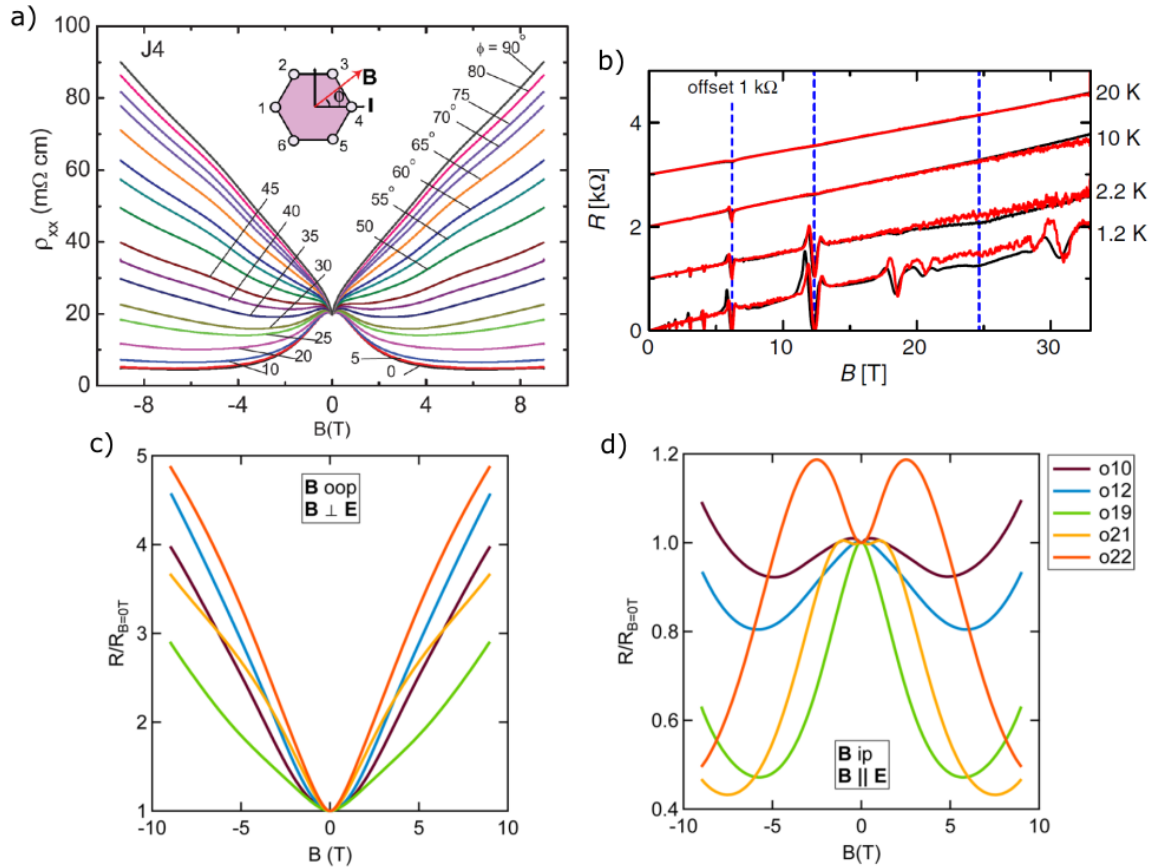 a)
J4
100
80
60
40
20
0
ρxx (mΩ cm)
-8 -4 0 4 8
B(T)
2 3
1 4
6 5
B
I
ϕ
ϕ = 90°
80
75
70°
65°
60°
55°
50°
45
40
35
30
25
20
10
5
0
b)
offset 1 kΩ
4
2
0
R [kΩ]
0 10 20 30
B [T]
20 K
10 K
2.2 K
1.2 K
c)
B oop
B ⊥ E
5
4
3
2
1
R/RB=0T
-10 -5 0 5 10
B (T)
d)
B ip
B || E
1.2
1.0
0.8
0.6
0.4
R/RB=0T
-10 -5 0 5 10
B(T)
o10
o12
o19
o21
o22